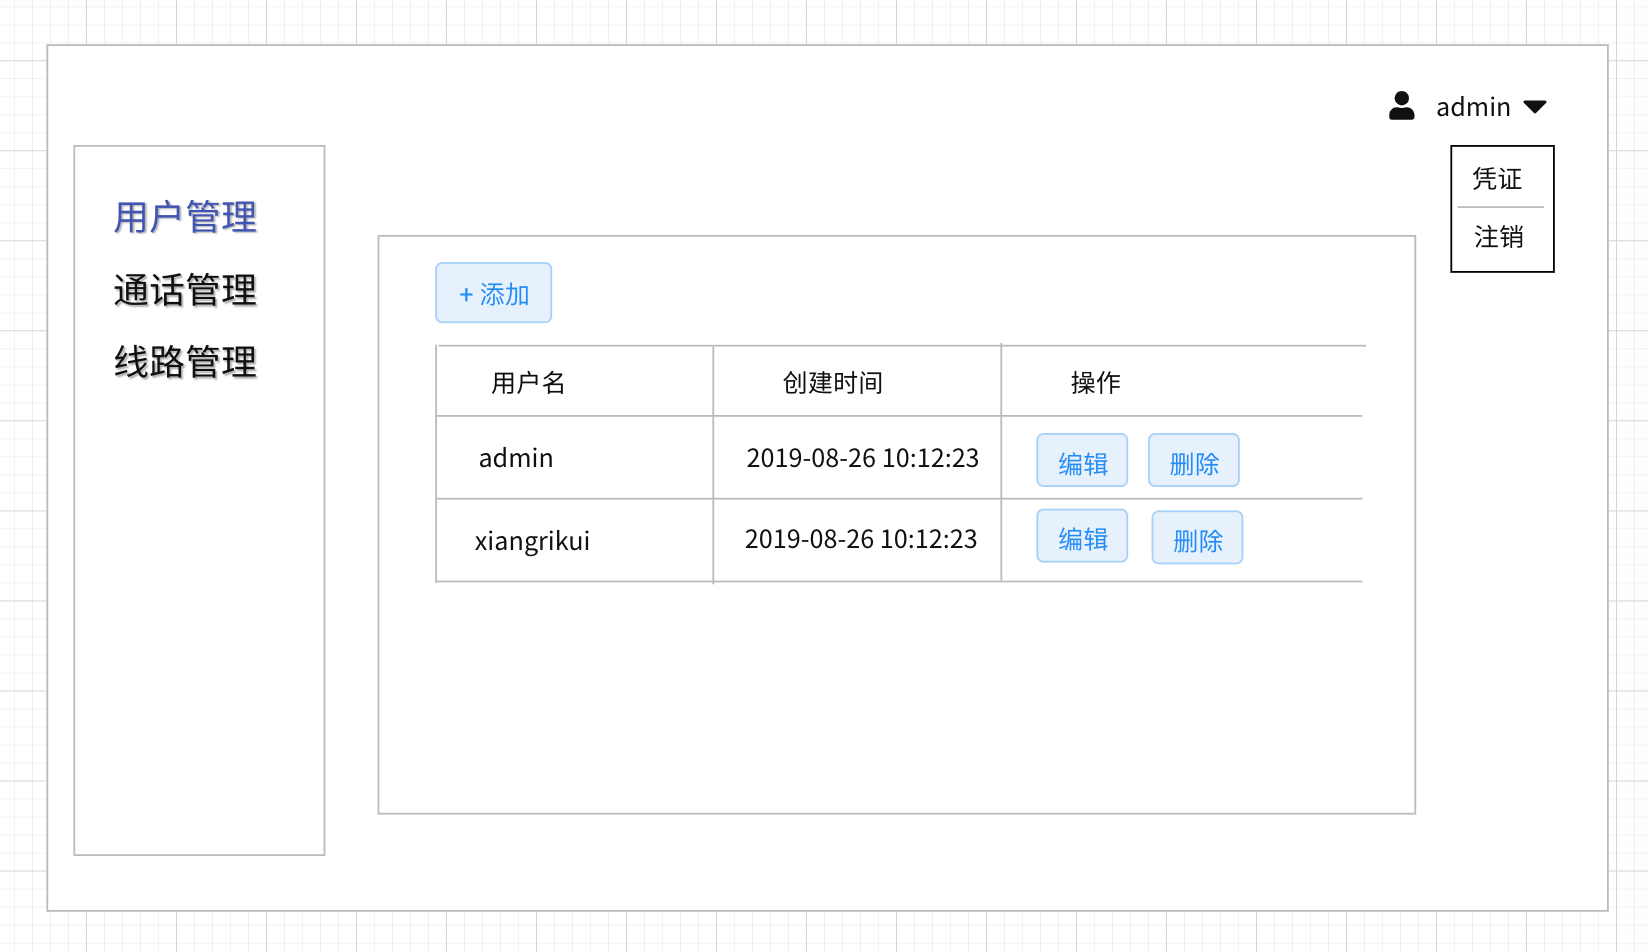 admin
凭证
注销
用户管理
通话管理
线路管理
+ 添加
用户名 创建时间 操作
admin 2019-08-26 10:12:23 编辑 删除
xiangrikui 2019-08-26 10:12:23 编辑 删除